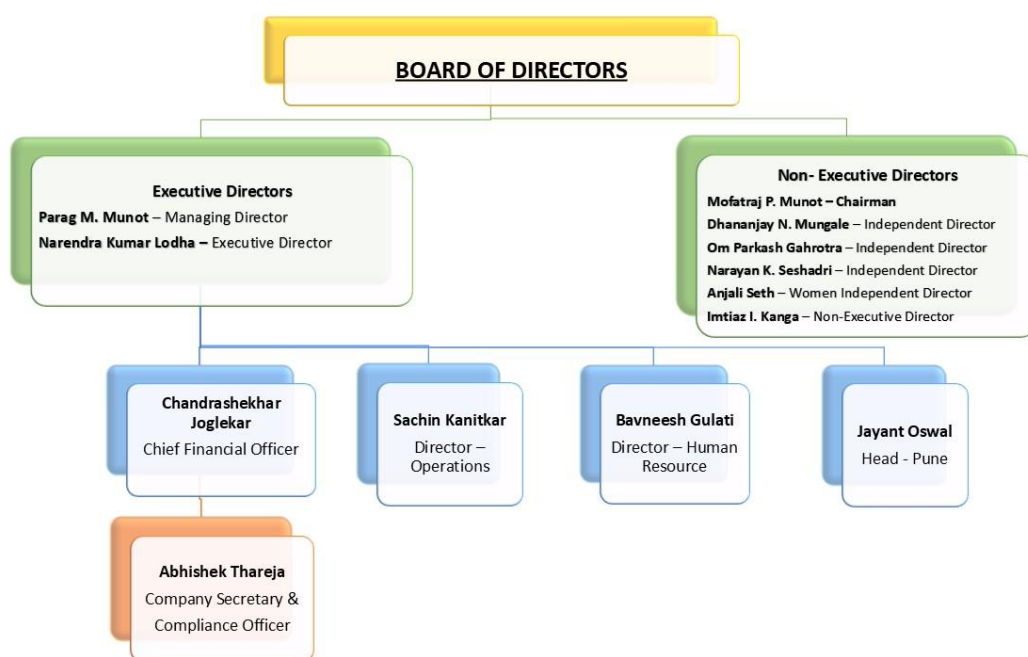 BOARD OF DIRECTORS
Executive Directors
Parag M. Munot – Managing Director
Narendra Kumar Lodha – Executive Director
Non- Executive Directors
Mofatraj P. Munot – Chairman
Dhananjay N. Mungale – Independent Director
Om Parkash Gahrotra – Independent Director
Narayan K. Seshadri – Independent Director
Anjali Seth – Women Independent Director
Imtiaz I. Kanga – Non-Executive Director
Chandrashekhar
Joglekar
Chief Financial Officer
Sachin Kanitkar
Director –
Operations
Bavneesh Gulati
Director – Human
Resource
Jayant Oswal
Head - Pune
Abhishek Thareja
Company Secretary &
Compliance Officer